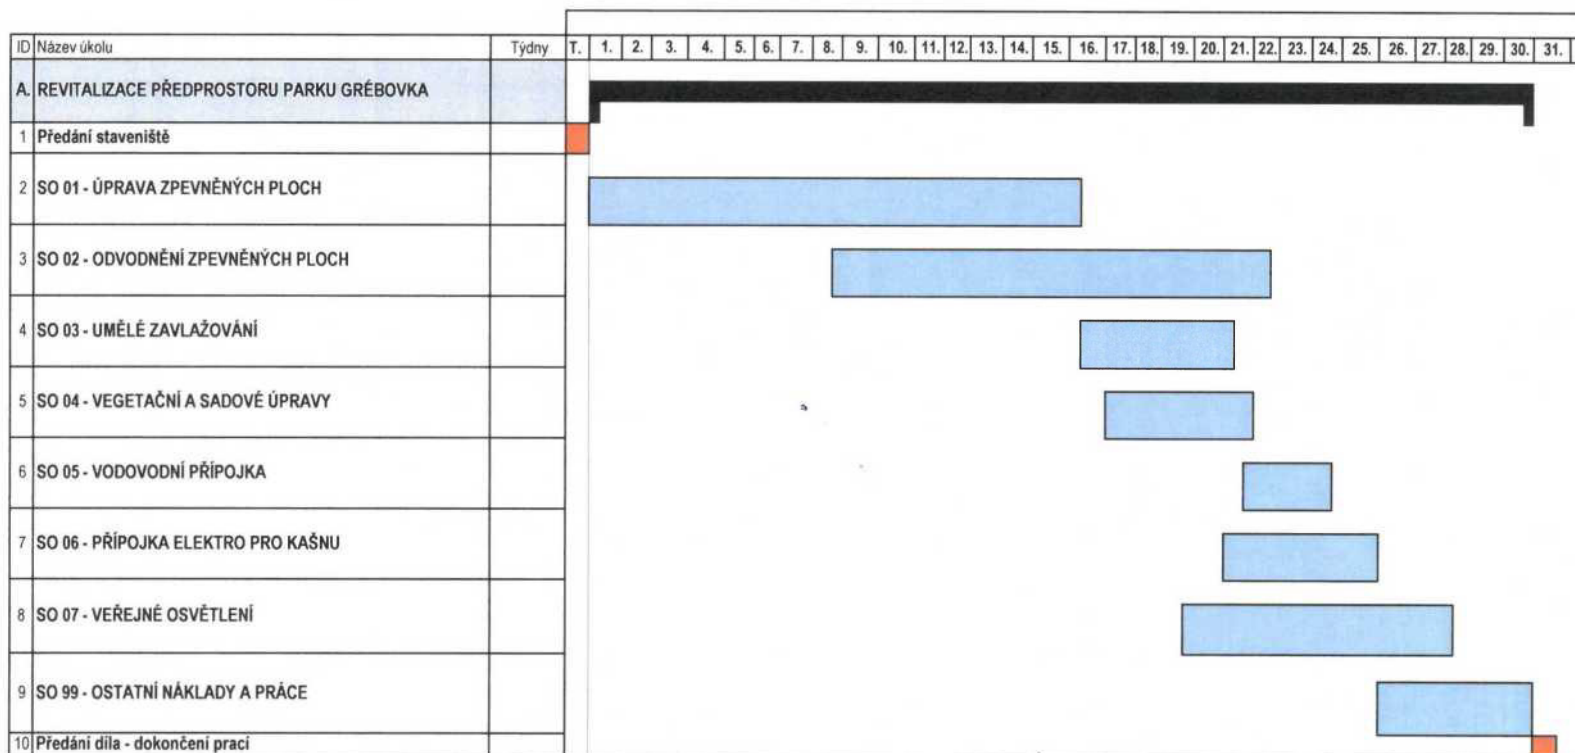 ID Název úkolu Týdny T. 1. 2. 3. 4. 5. 6. 7. 8. 9. 10. 11. 12. 13. 14. 15. 16. 17. 18. 19. 20. 21. 22. 23. 24. 25. 26. 27. 28. 29. 30. 31.
A. REVITALIZACE PŘEDPROSTORU PARKU GRÉBOVKA
1 Předání staveniště
2 SO 01 - ÚPRAVA ZPEVNĚNÝCH PLOCH
3 SO 02 - ODVODNĚNÍ ZPEVNĚNÝCH PLOCH
4 SO 03 - UMĚLÉ ZAVLAŽOVÁNÍ
5 SO 04 - VEGETAČNÍ A SADOVÉ ÚPRAVY
6 SO 05 - VODOVODNÍ PŘÍPOJKA
7 SO 06 - PŘÍPOJKA ELEKTRO PRO KAŠNU
8 SO 07 - VEŘEJNÉ OSVĚTLENÍ
9 SO 99 - OSTATNÍ NÁKLADY A PRÁCE
10 Předání díla - dokončení prací